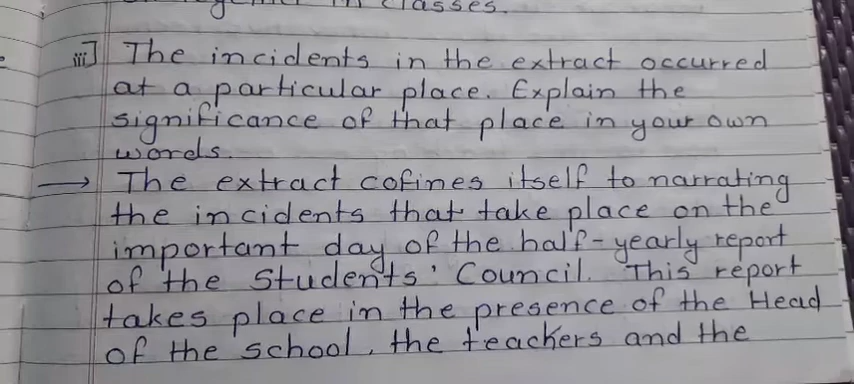 classes.
iii] The incidents in the extract occurred
at a particular place. Explain the
significance of that place in your own
words.
→ The extract cofines itself to narrating
the incidents that take place on the
important day of the half-yearly report
of the Students' Council. This report
takes place in the presence of the Head
of the school, the teachers and the